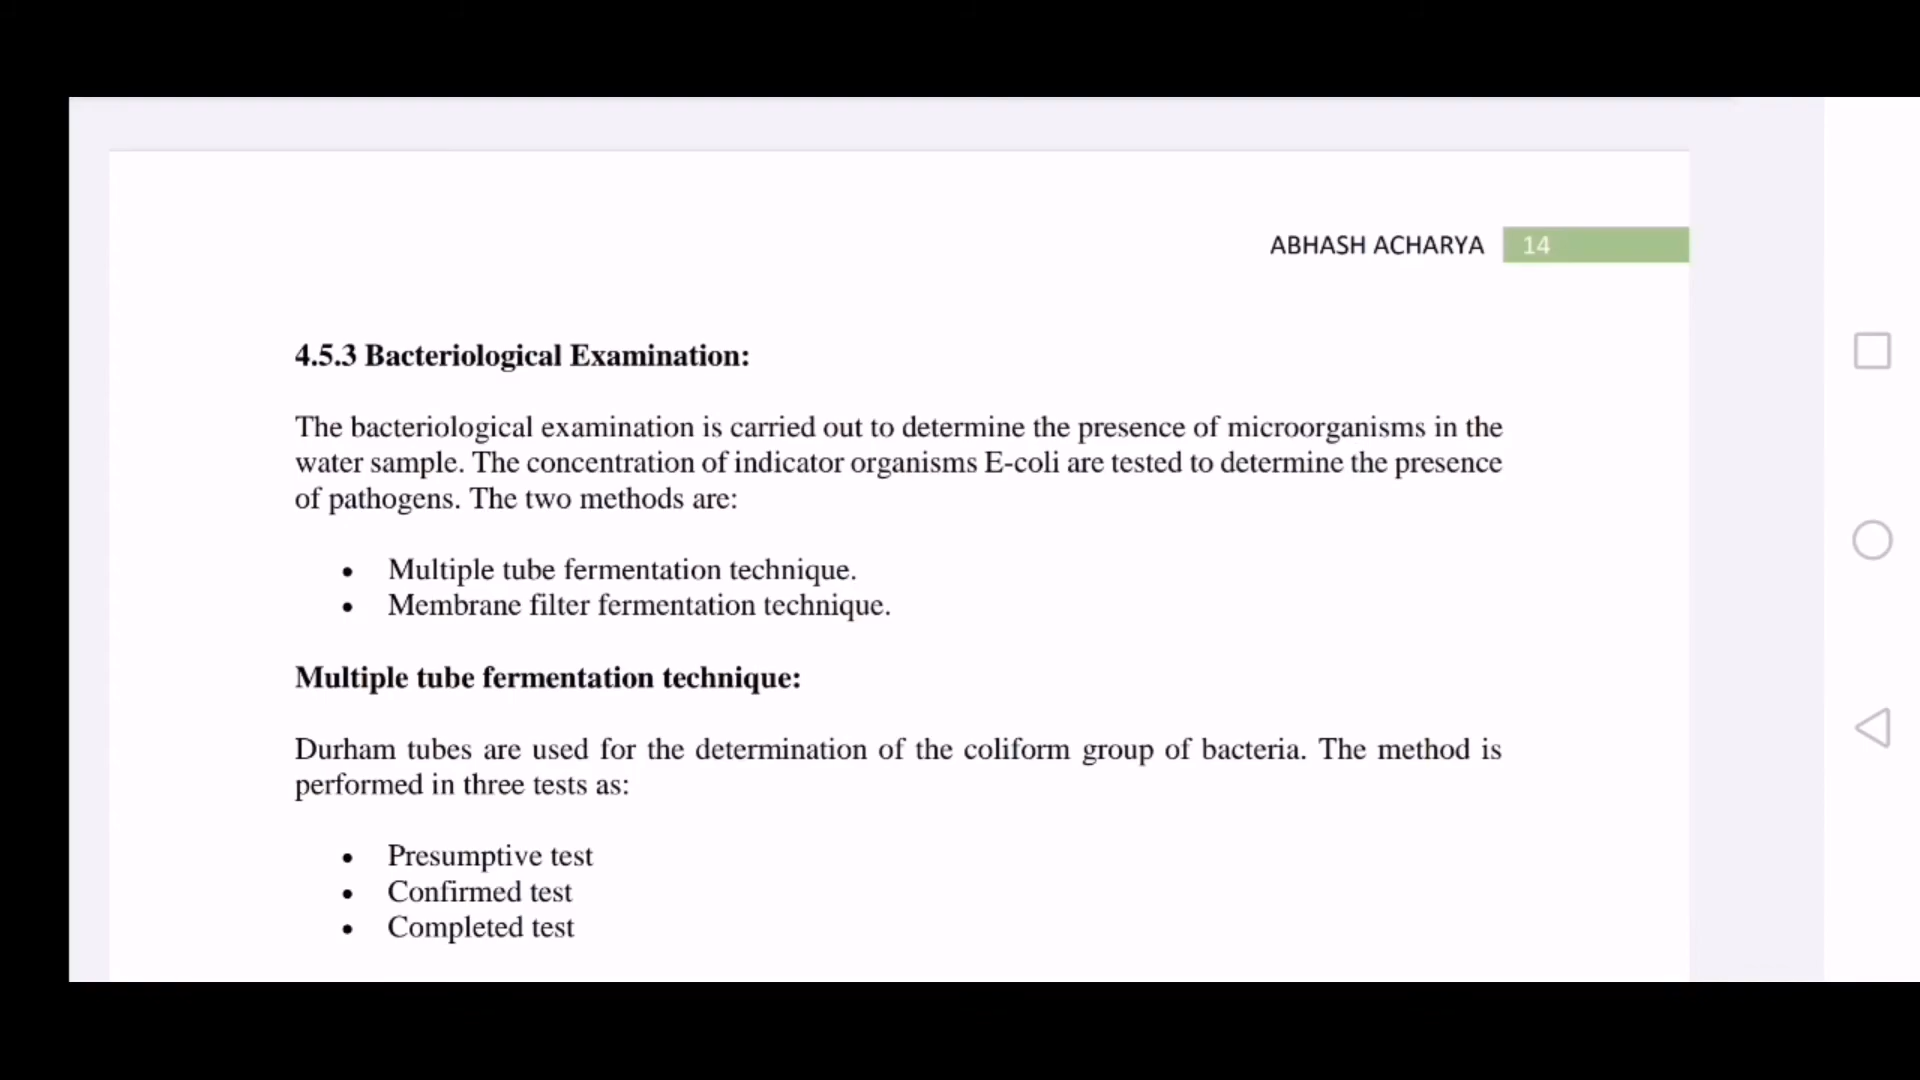 ABHASH ACHARYA 14
4.5.3 Bacteriological Examination:
The bacteriological examination is carried out to determine the presence of microorganisms in the
water sample. The concentration of indicator organisms E-coli are tested to determine the presence
of pathogens. The two methods are:
• Multiple tube fermentation technique.
• Membrane filter fermentation technique.
Multiple tube fermentation technique:
Durham tubes are used for the determination of the coliform group of bacteria. The method is
performed in three tests as:
• Presumptive test
• Confirmed test
• Completed test